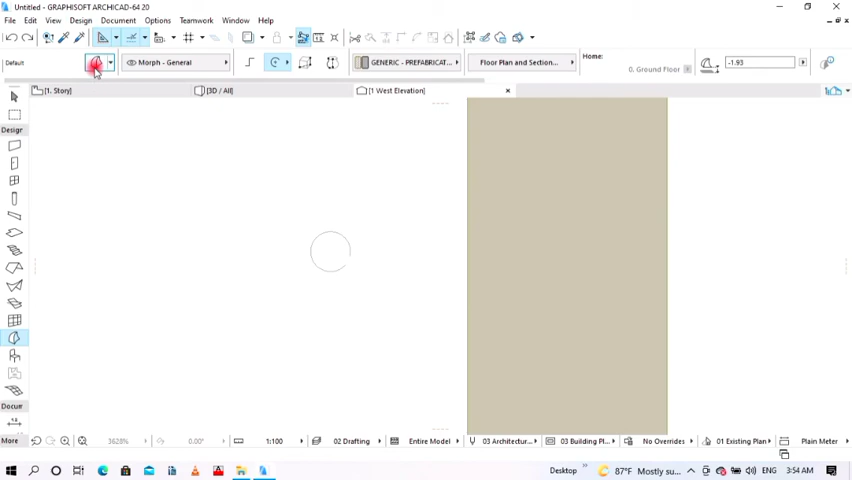 Untitled - GRAPHISOFT ARCHICAD-64 20
File Edit View Design Document Options Teamwork Window Help
Default
Morph - General
GENERIC - PREFABRICAT...
Floor Plan and Section...
Home:
0. Ground Floor
-1.93
[1. Story]
[3D / All]
[1 West Elevation]
Design
Docum
More
3628%
0.00°
1:100
02 Drafting
Entire Model
03 Architectur...
03 Building Pl...
No Overrides
01 Existing Plan...
Plain Meter
Desktop
87°F Mostly su...
ENG
3:54 AM